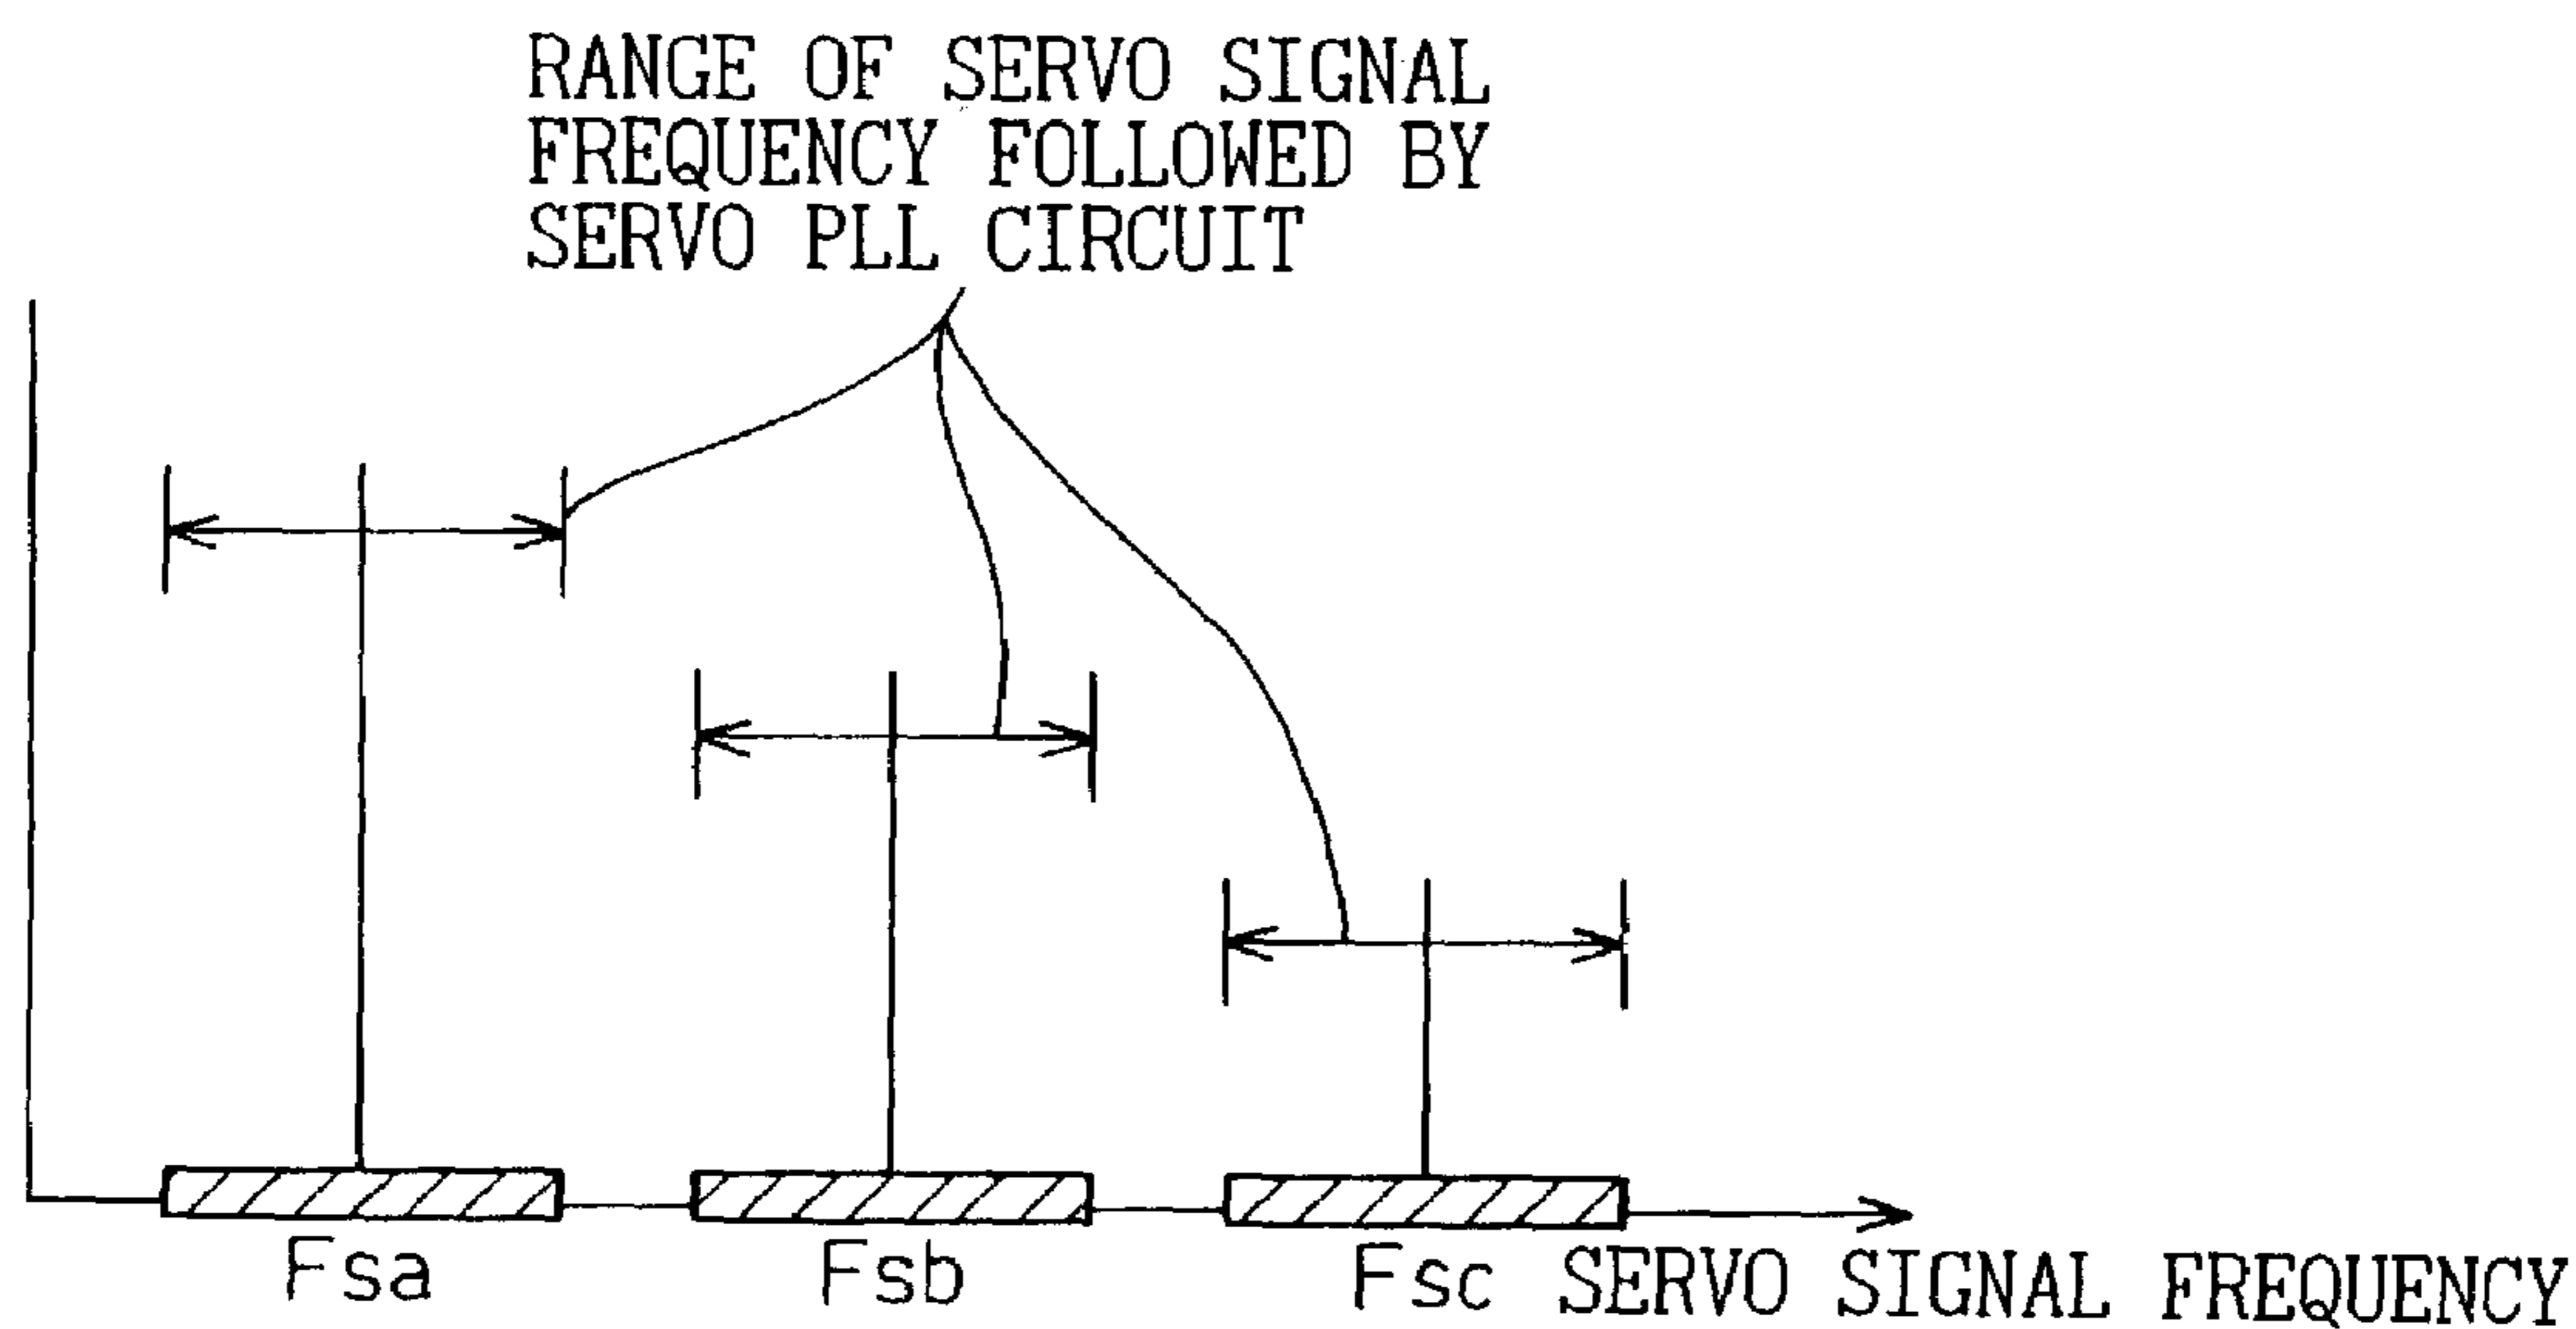 RANGE OF SERVO SIGNAL
FREQUENCY FOLLOWED BY
SERVO PLL CIRCUIT
Fsa Fsb Fsc SERVO SIGNAL FREQUENCY